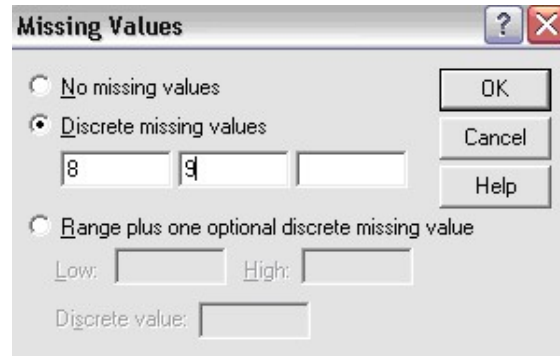 Missing Values
No missing values
OK
Discrete missing values
Cancel
8 9
Help
Range plus one optional discrete missing value
Low: High:
Discrete value: